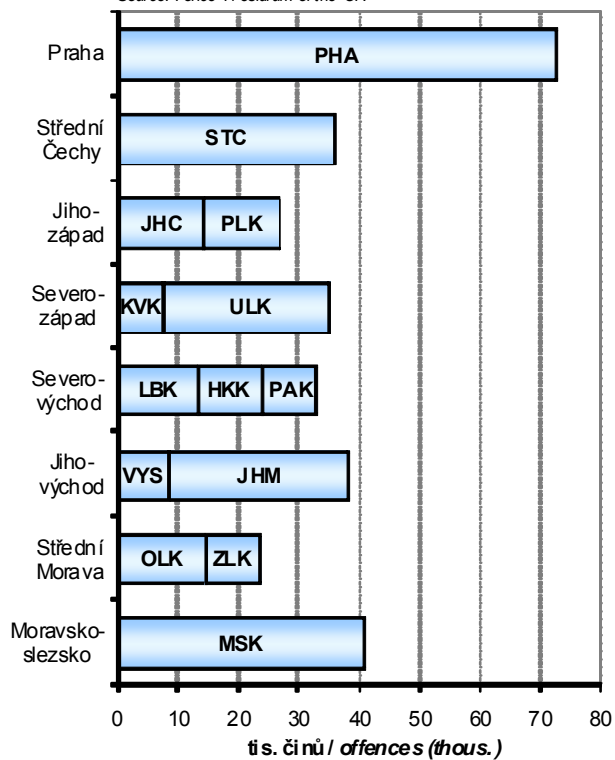 Praha
PHA
Střední
Čechy
STC
Jiho-
západ
JHC PLK
Severo-
západ
KVK ULK
Severo-
východ
LBK HKK PAK
Jiho-
východ
VYS JHM
Střední
Morava
OLK ZLK
Moravsko-
slezsko
MSK
0 10 20 30 40 50 60 70 80
tis. činů / offences (thous.)